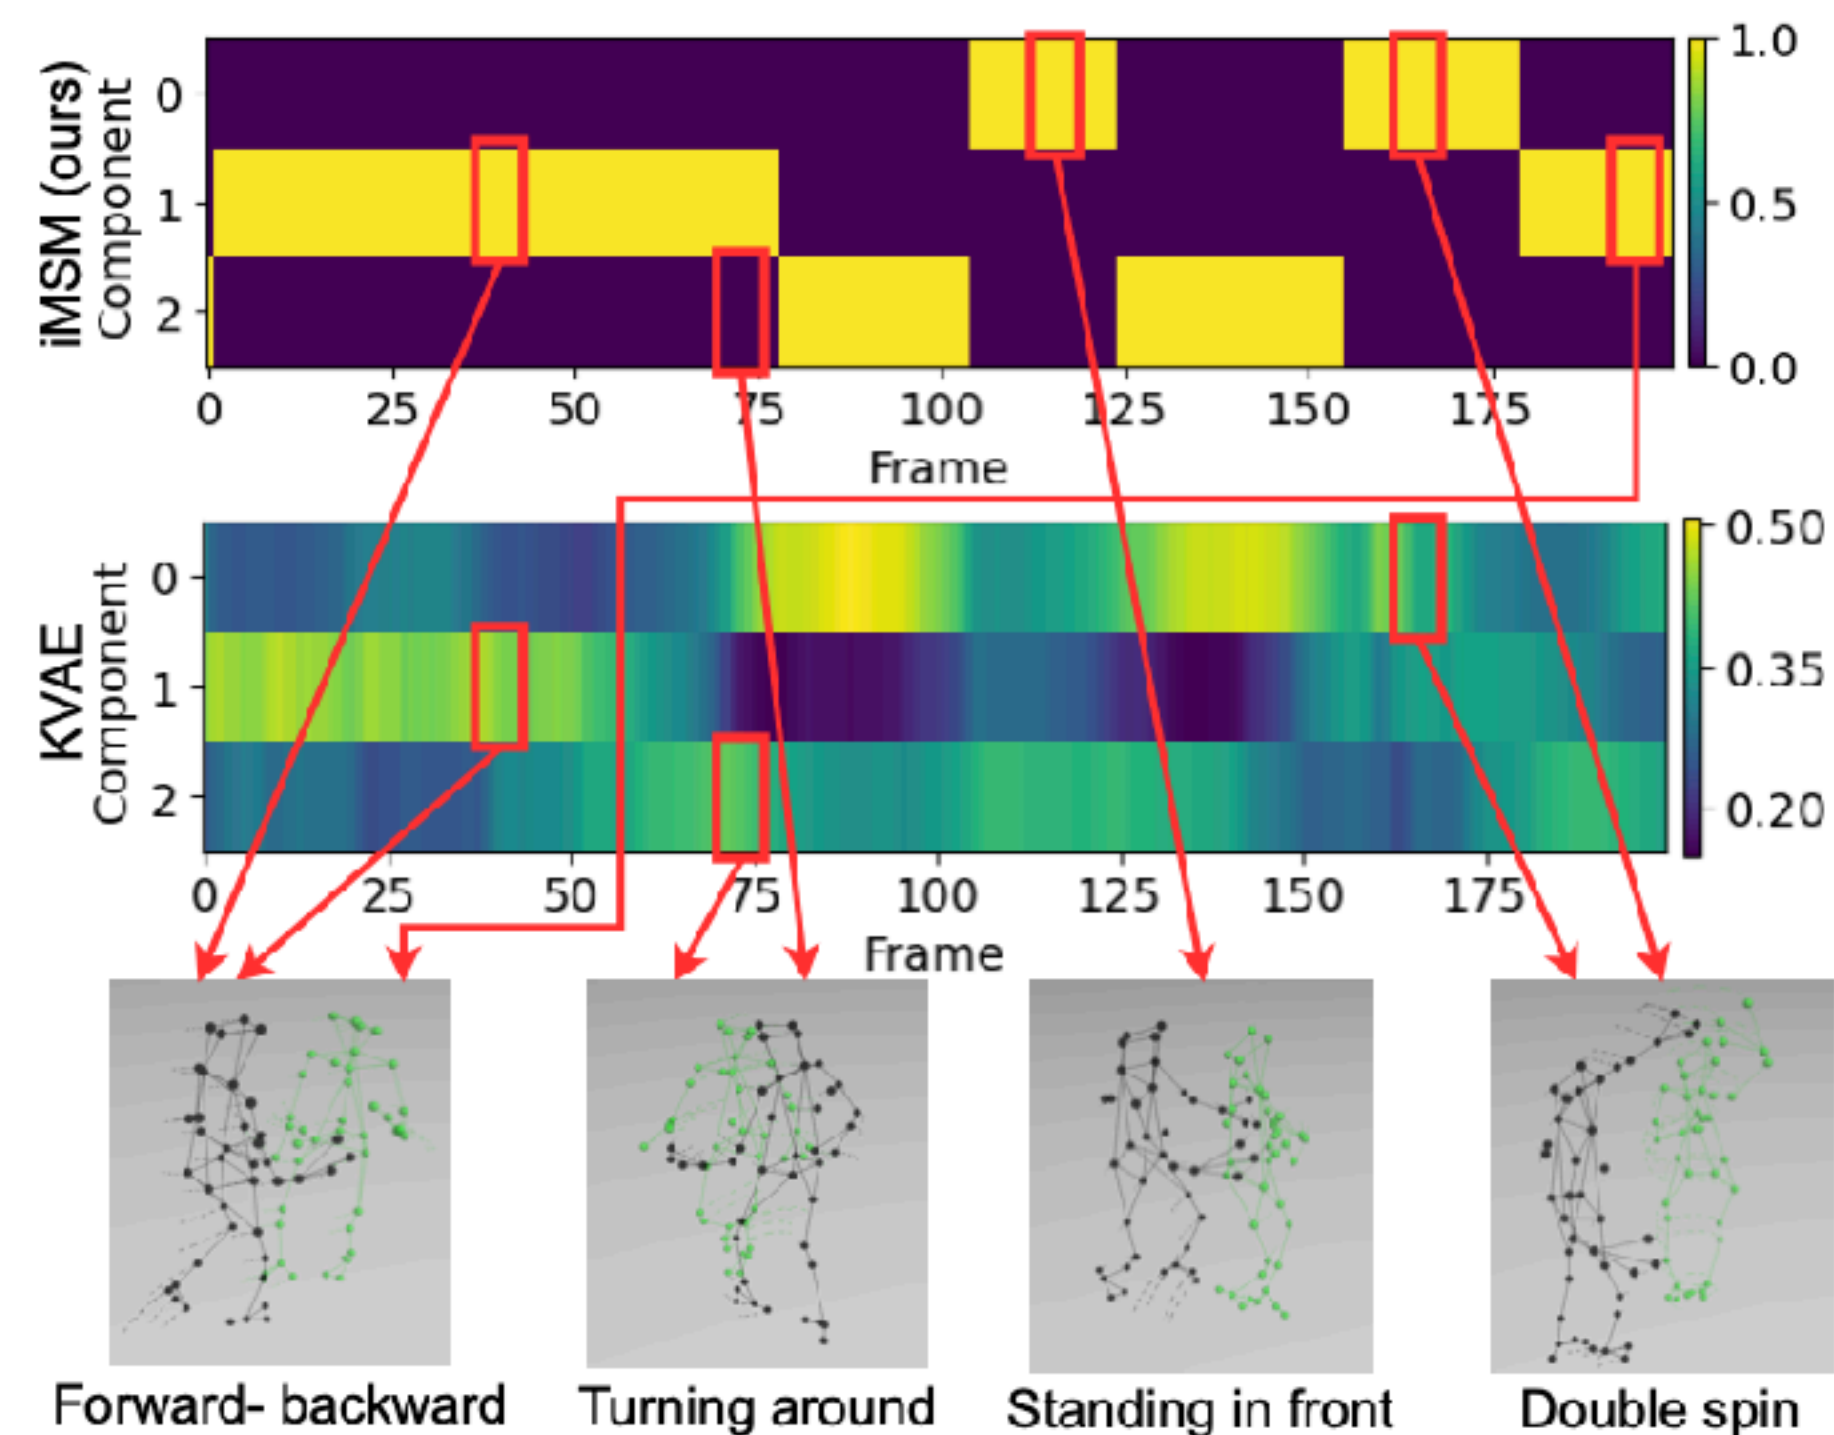 iMSM (ours)
Component
0
1
2
1.0
0.5
0.0
0 25 50 75 100 125 150 175
Frame
KVAE
Component
0
1
2
0.50
0.35
0.20
0 25 50 75 100 125 150 175
Frame
Forward- backward
Turning around
Standing in front
Double spin